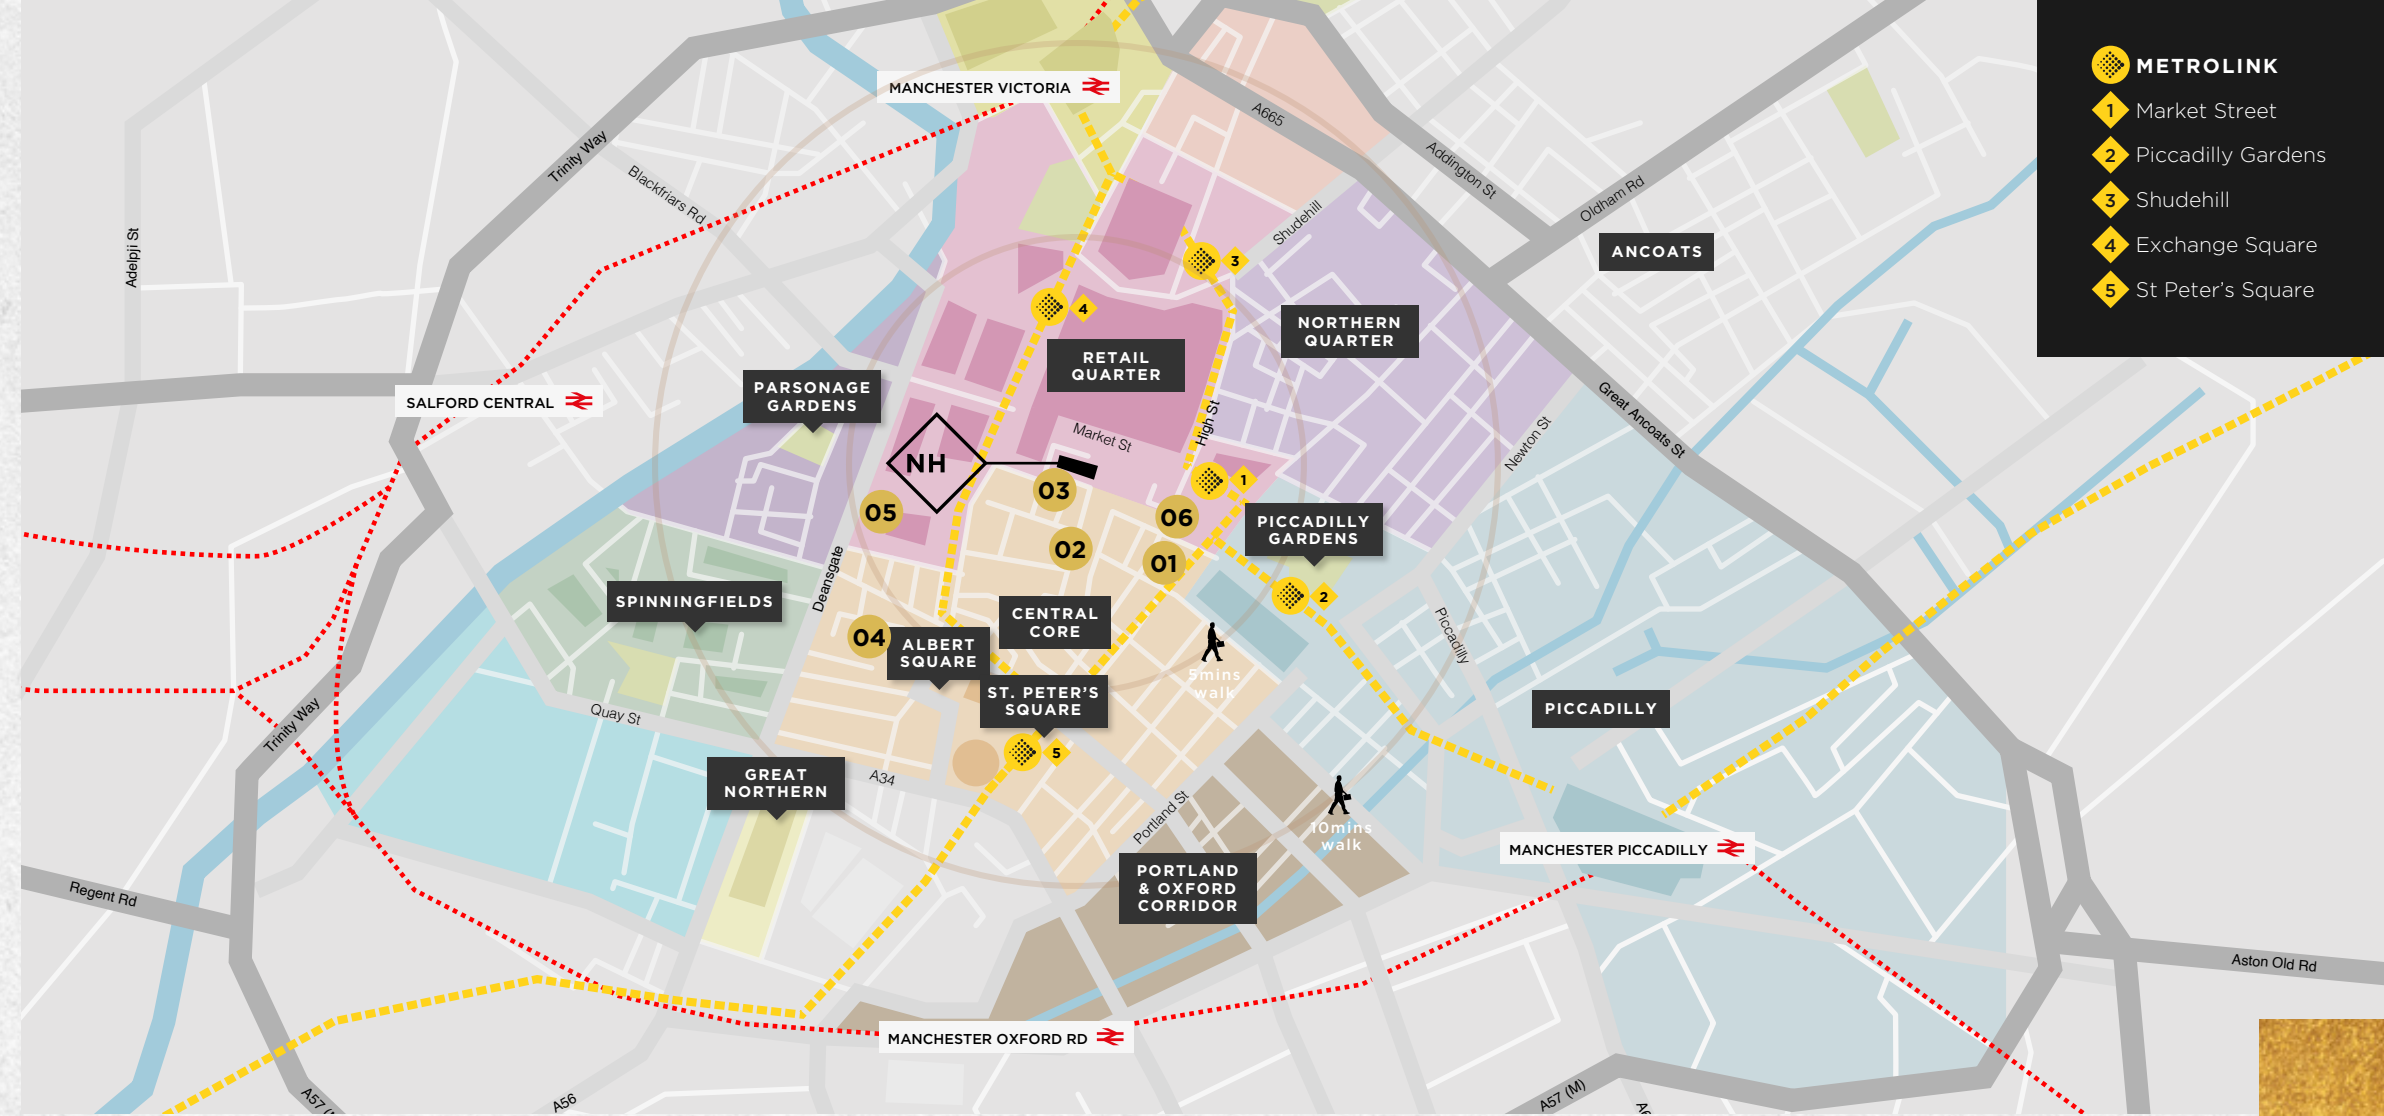 METROLINK
1 Market Street
2 Piccadilly Gardens
3 Shudehill
4 Exchange Square
5 St Peter's Square
MANCHESTER VICTORIA
A665
Trinity Way
Addington St
Blackfriars Rd
Oldham Rd
Shudehill
Adelpji St
ANCOATS
3
4
NORTHERN
QUARTER
RETAIL
QUARTER
PARSONAGE
GARDENS
SALFORD CENTRAL
High St
Market St
Great Ancoats St
Newton St
NH
03
1
05
06
PICCADILLY
GARDENS
02
01
Deansgate
SPINNINGFIELDS
2
CENTRAL
CORE
04
ALBERT
SQUARE
Piccadilly
5mins
walk
ST. PETER'S
SQUARE
PICCADILLY
Quay St
Trinity Way
5
A34
GREAT
NORTHERN
Portland St
10mins
walk
MANCHESTER PICCADILLY
PORTLAND
& OXFORD
CORRIDOR
Regent Rd
Aston Old Rd
MANCHESTER OXFORD RD
A57 (
A56
A57 (M)